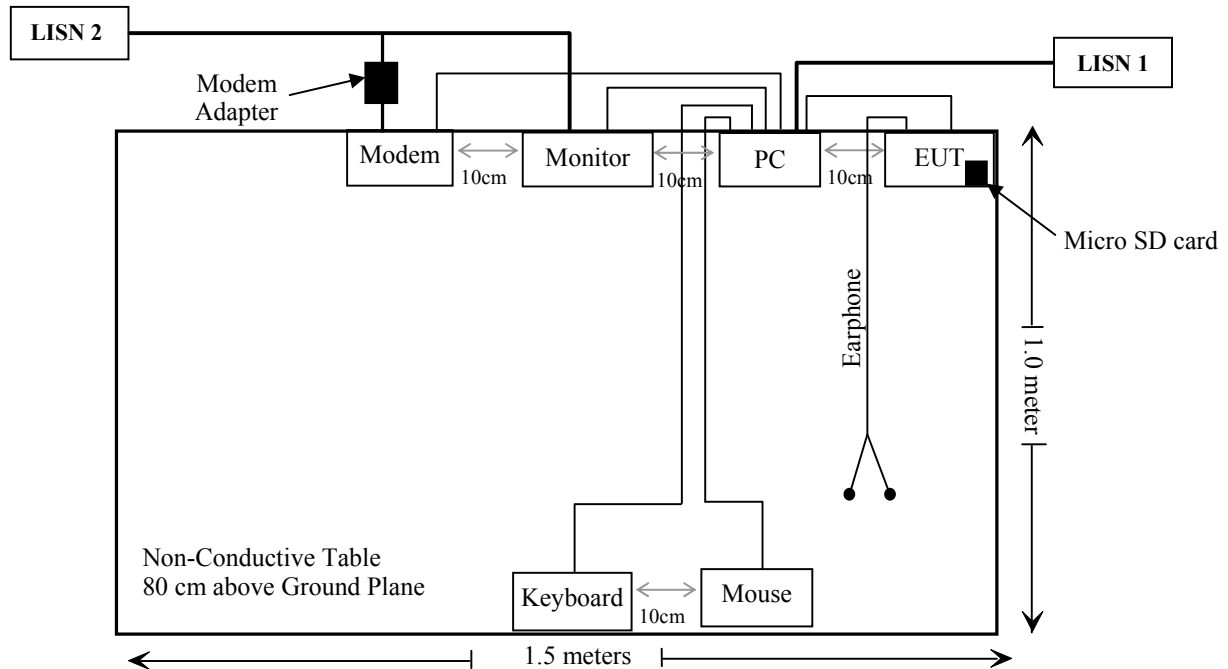 LISN 2
LISN 1
Modem
Adapter
Modem
Monitor
PC
EUT
10cm
10cm
10cm
Micro SD card
Earphone
1.0 meter
Non-Conductive Table
80 cm above Ground Plane
Keyboard
Mouse
10cm
1.5 meters